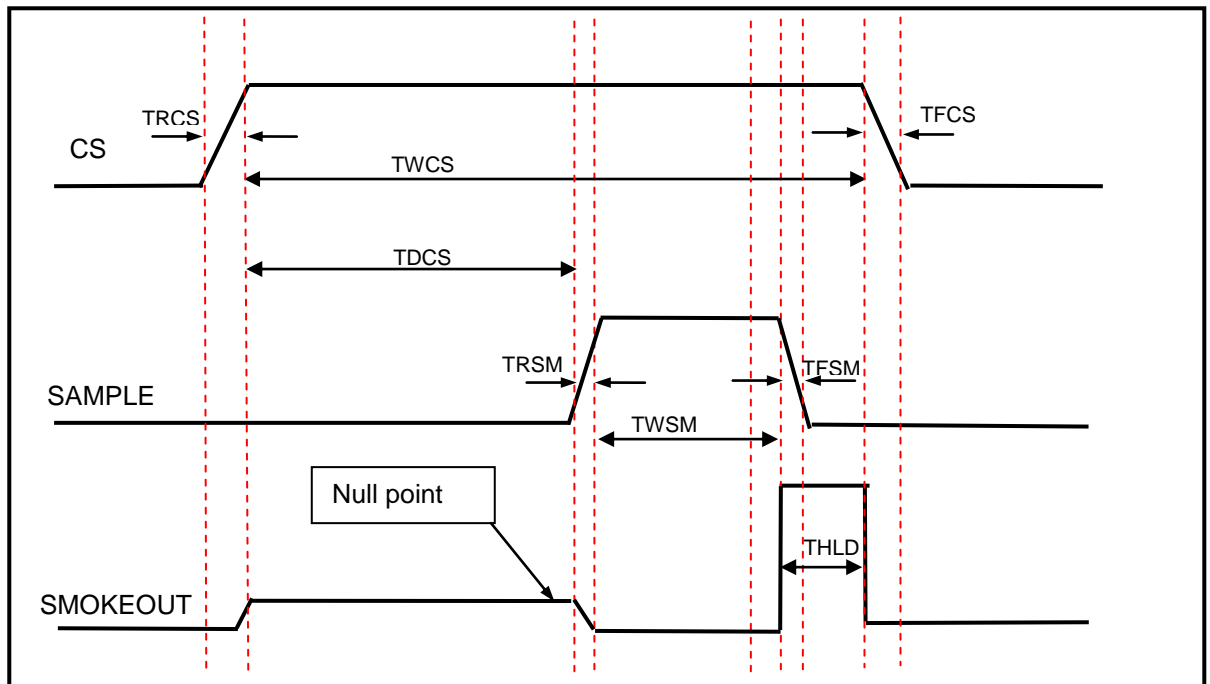 TRCS
TFCS
CS
TWCS
TDCS
TRSM
TFSM
SAMPLE
TWSM
Null point
THLD
SMOKEOUT